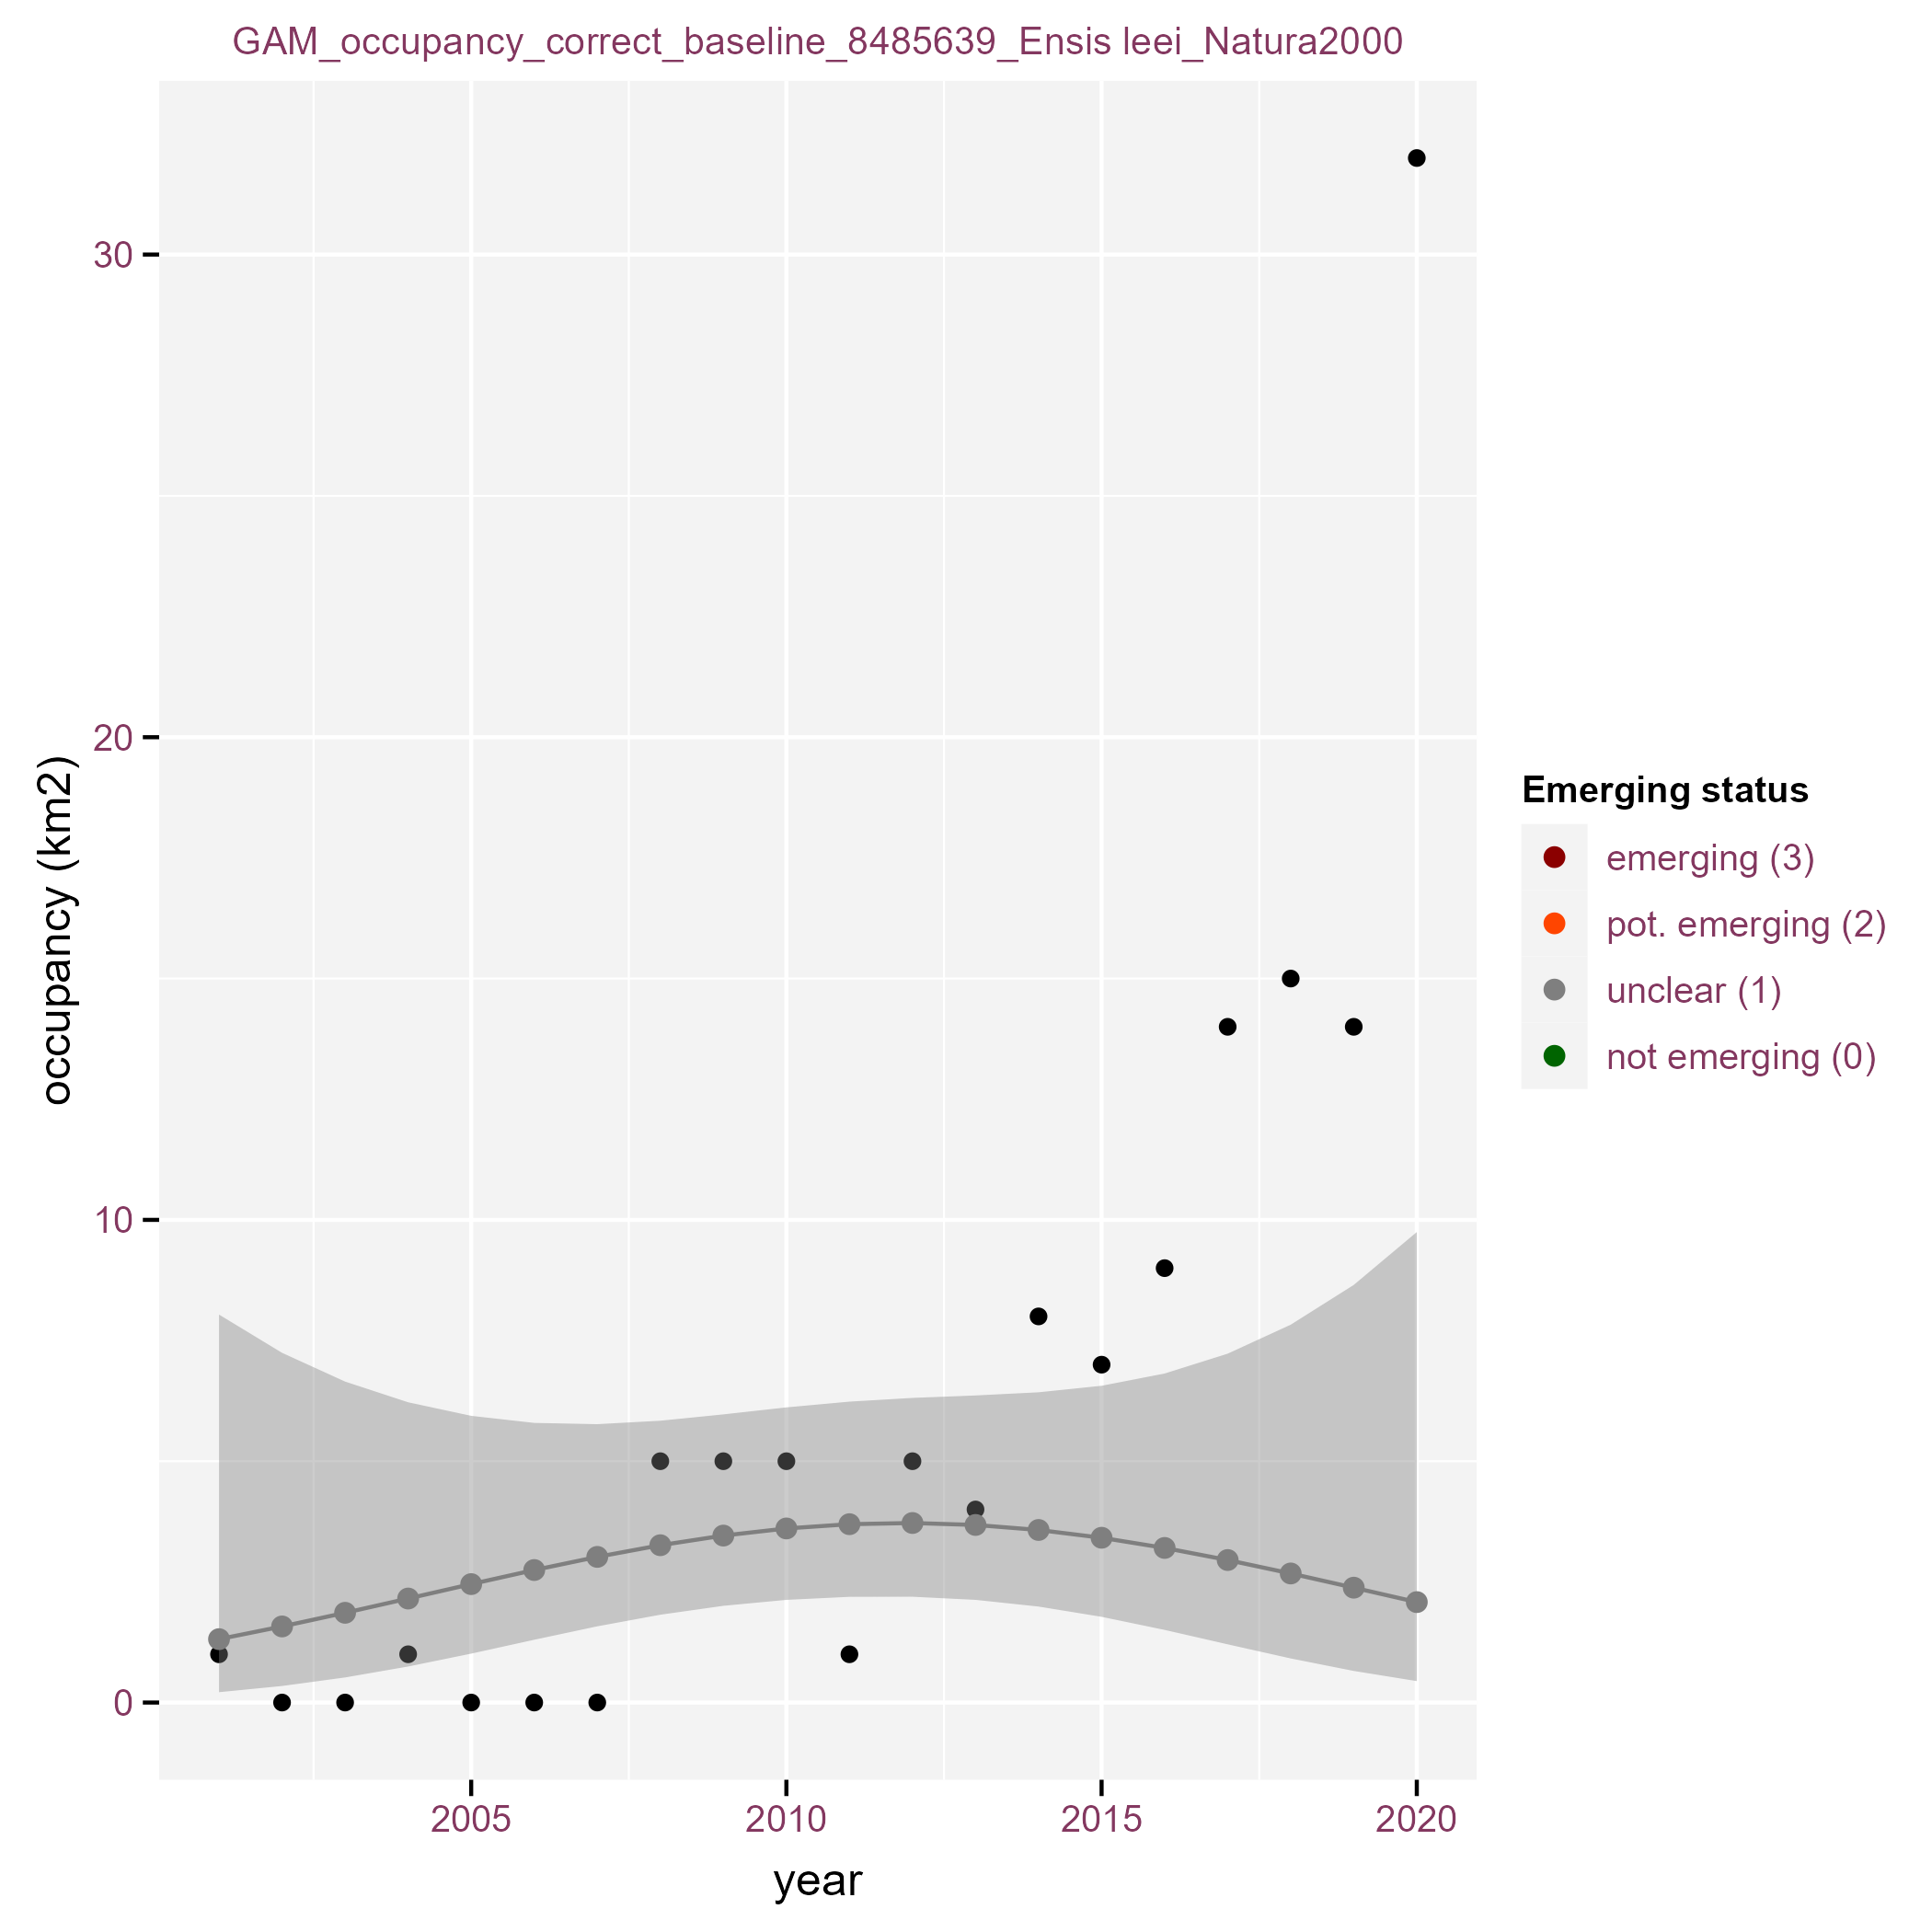 GAM_occupancy_correct_baseline_8485639_Ensis leei_Natura2000
30
20
10
0
occupancy (km2)
2005 2010 2015 2020
year
Emerging status
emerging (3)
pot. emerging (2)
unclear (1)
not emerging (0)